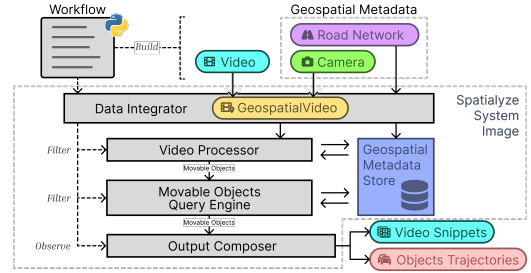 Workflow
Geospatial Metadata
Road Network
Build
Video
Camera
Data Integrator
GeospatialVideo
Spatialyze
System
Image
Filter
Video Processor
Geospatial
Metadata
Store
Movable Objects
Filter
Movable Objects
Query Engine
Movable Objects
Observe
Output Composer
Video Snippets
Objects Trajectories